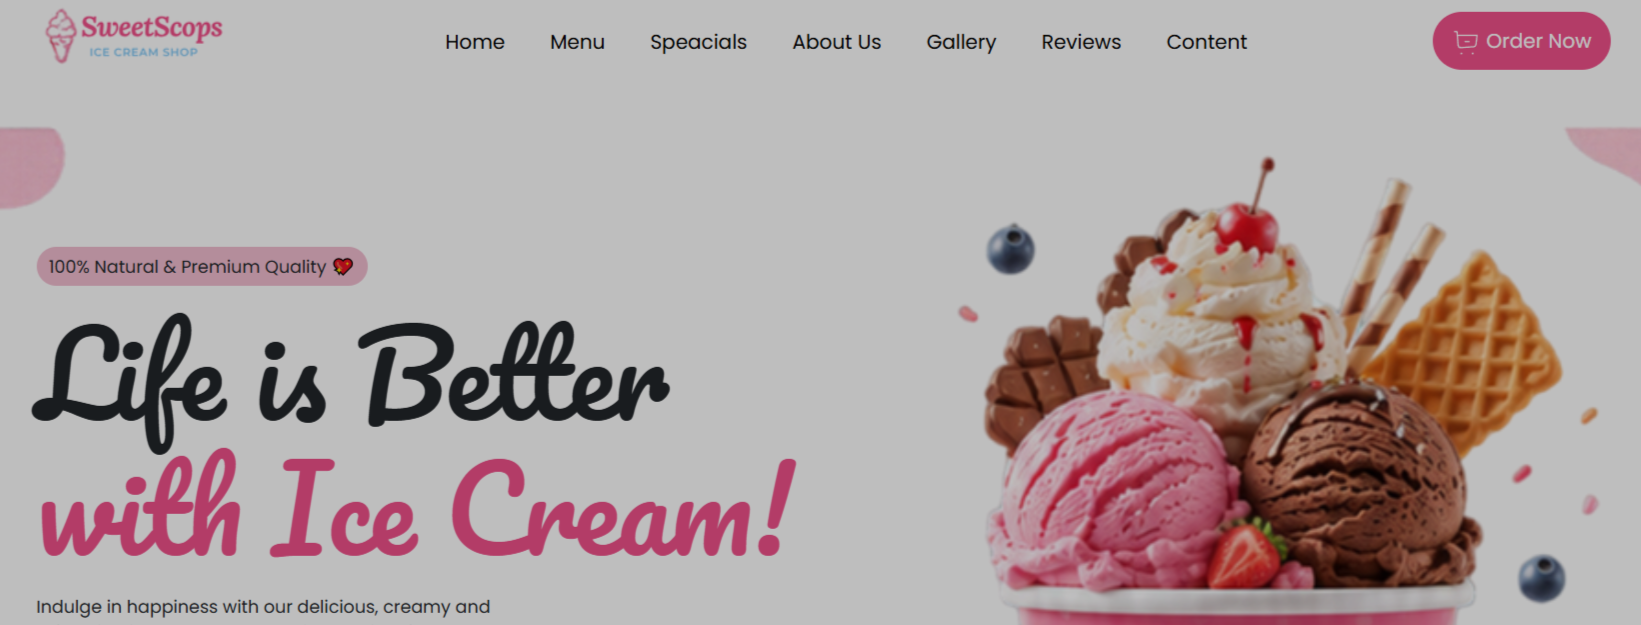 SweetScops
ICE CREAM SHOP
Home Menu Speacials About Us Gallery Reviews Content
Order Now
100% Natural & Premium Quality 💖
Life is Better
with Ice Cream!
Indulge in happiness with our delicious, creamy and